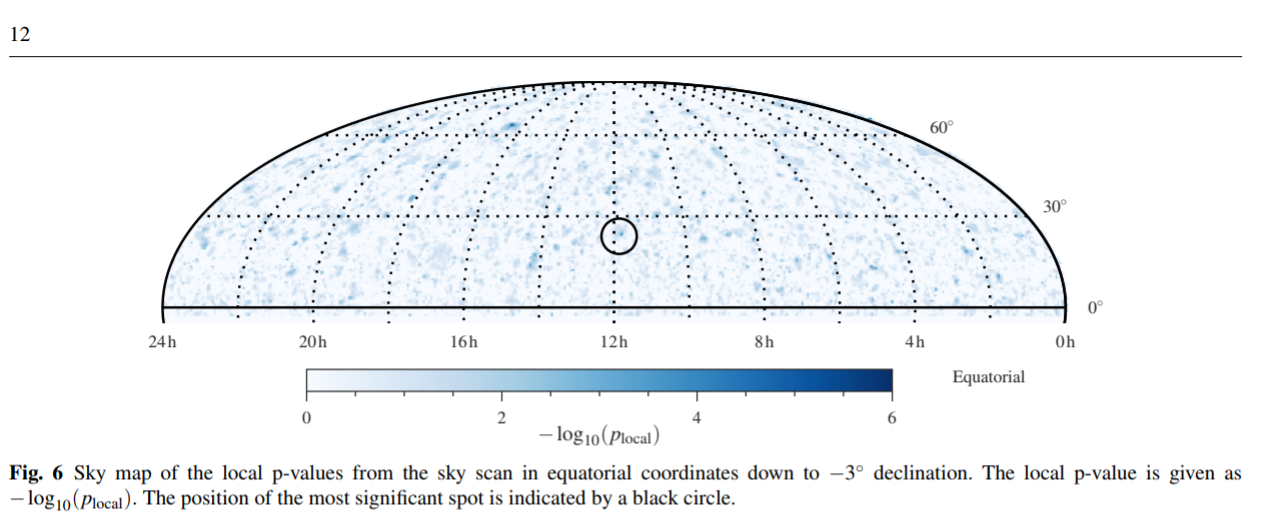 12
60°
30°
0°
24h 20h 16h 12h 8h 4h 0h
Equatorial
0 2 4 6
−log₁₀(p_local)
Fig. 6 Sky map of the local p-values from the sky scan in equatorial coordinates down to −3° declination. The local p-value is given as
−log₁₀(p_local). The position of the most significant spot is indicated by a black circle.